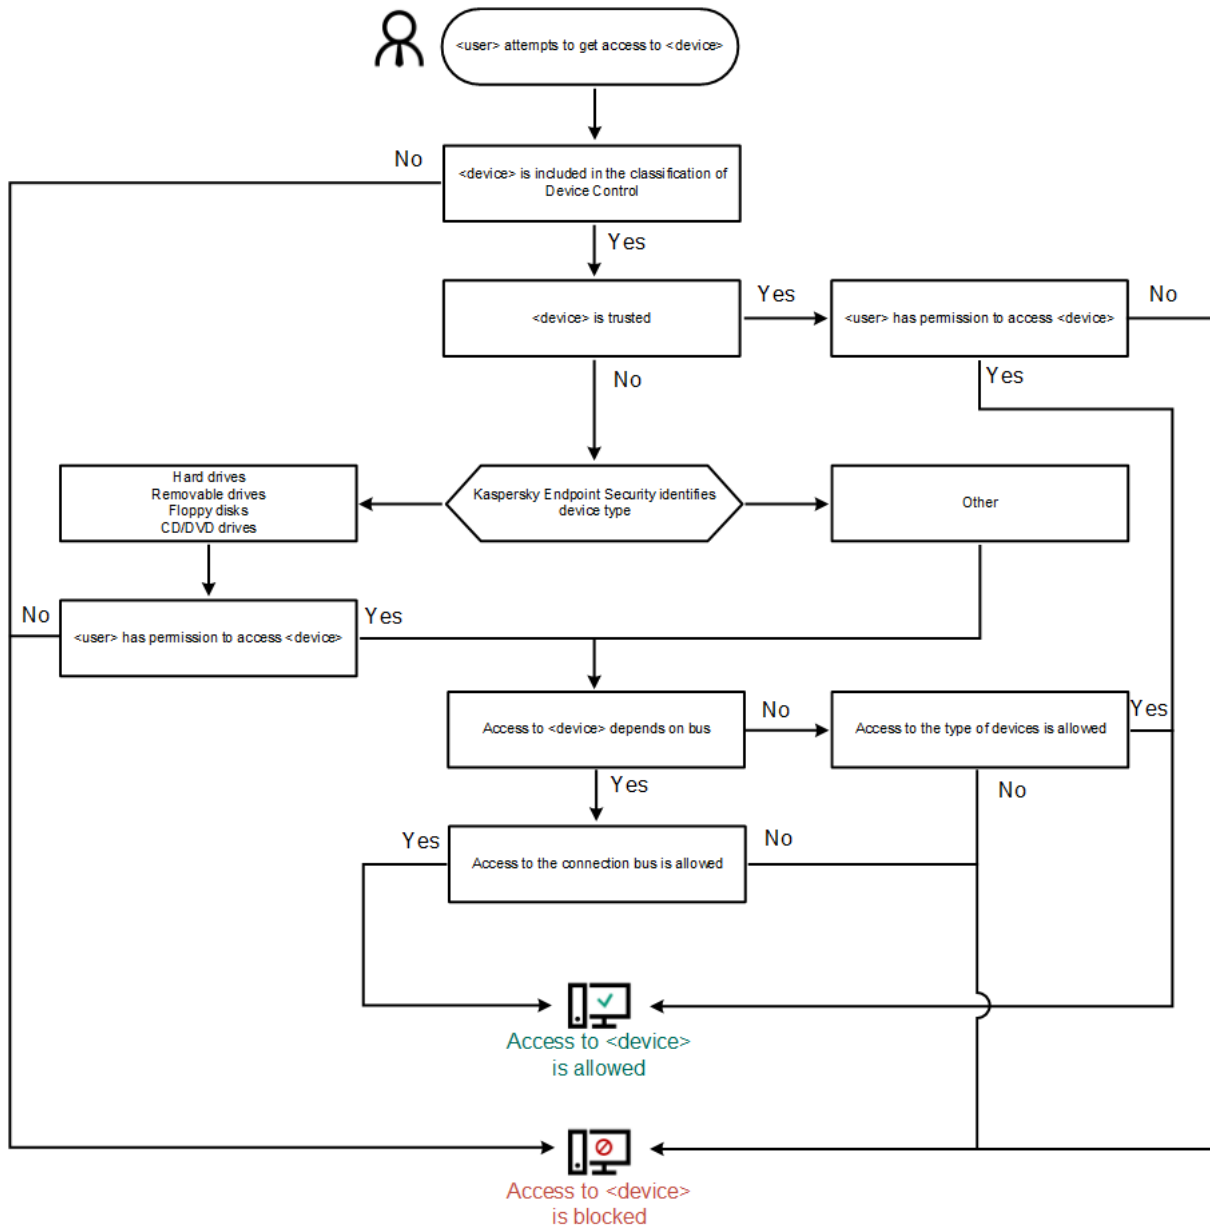 <user> attempts to get access to <device>
No
<device> is included in the classification of
Device Control
Yes
<device> is trusted
Yes
<user> has permission to access <device>
No
No
Yes
Hard drives
Removable drives
Floppy disks
CD/DVD drives
Kaspersky Endpoint Security identifies
device type
Other
No
<user> has permission to access <device>
Yes
Access to <device> depends on bus
No
Access to the type of devices is allowed
Yes
Yes
No
Yes
Access to the connection bus is allowed
No
Access to <device>
is allowed
Access to <device>
is blocked